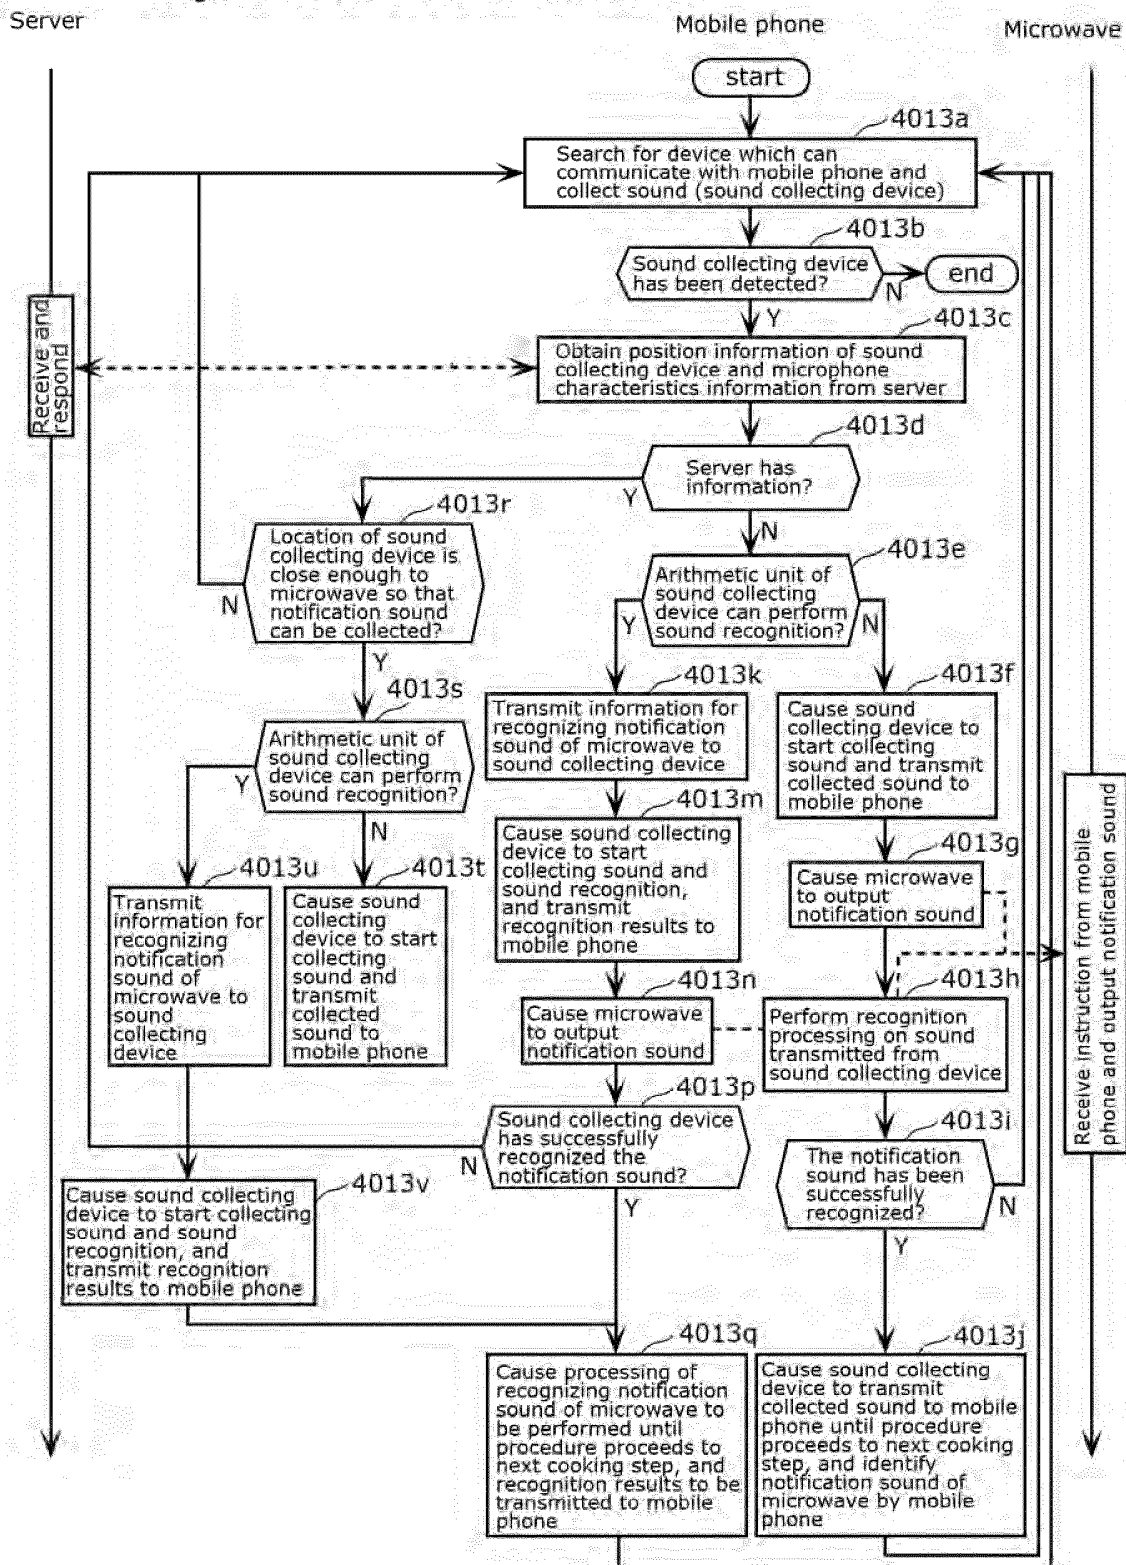 Server
Mobile phone
Microwave
start
4013a
Search for device which can
communicate with mobile phone and
collect sound (sound collecting device)
4013b
Sound collecting device
has been detected?
N
end
Y
4013c
Obtain position information of sound
collecting device and microphone
characteristics information from server
Receive and
respond
4013d
Server has
information?
Y
N
4013r
Location of sound
collecting device is
close enough to
microwave so that
notification sound
can be collected?
N
Y
4013e
Arithmetic unit of
sound collecting
device can perform
sound recognition?
Y
N
4013s
Arithmetic unit of
sound collecting
device can perform
sound recognition?
Y
N
4013k
Transmit information for
recognizing notification
sound of microwave to
sound collecting device
4013f
Cause sound
collecting device to
start collecting
sound and transmit
collected sound to
mobile phone
4013m
Cause sound collecting
device to start
collecting sound and
sound recognition,
and transmit
recognition results to
mobile phone
4013g
Cause microwave
to output
notification sound
4013u
Transmit
information for
recognizing
notification
sound of
microwave to
sound
collecting
device
4013t
Cause sound
collecting
device to start
collecting
sound and
transmit
collected
sound to
mobile phone
4013n
Cause microwave
to output
notification sound
4013h
Perform recognition
processing on sound
transmitted from
sound collecting device
Receive instruction from mobile
phone and output notification sound
4013p
Sound collecting device
has successfully
recognized the
notification sound?
N
Y
4013i
The notification
sound has been
successfully
recognized?
N
Y
4013v
Cause sound collecting
device to start collecting
sound and sound
recognition, and
transmit recognition
results to mobile phone
4013q
Cause processing of
recognizing notification
sound of microwave to
be performed until
procedure proceeds to
next cooking step, and
recognition results to be
transmitted to mobile
phone
4013j
Cause sound collecting
device to transmit
collected sound to mobile
phone until procedure
proceeds to next cooking
step, and identify
notification sound of
microwave by mobile
phone